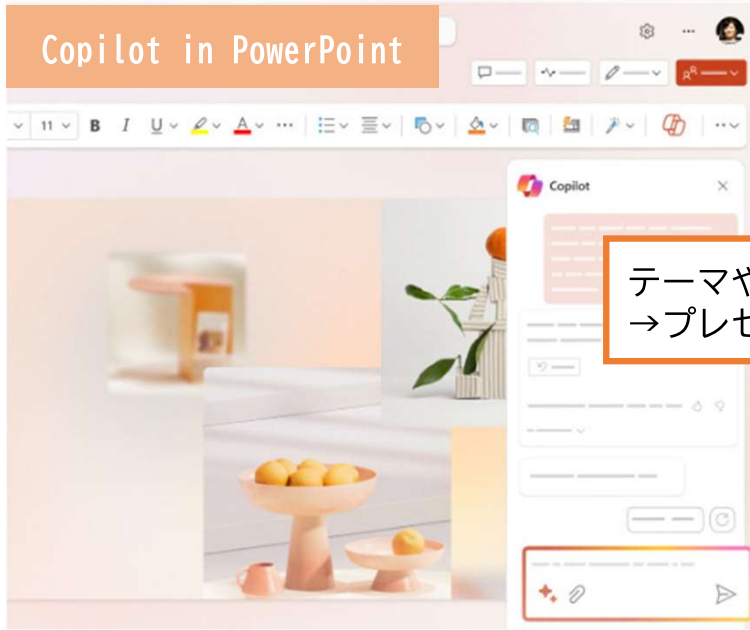 Copilot in PowerPoint
11
B I U A
Copilot
テーマや
→プレゼ